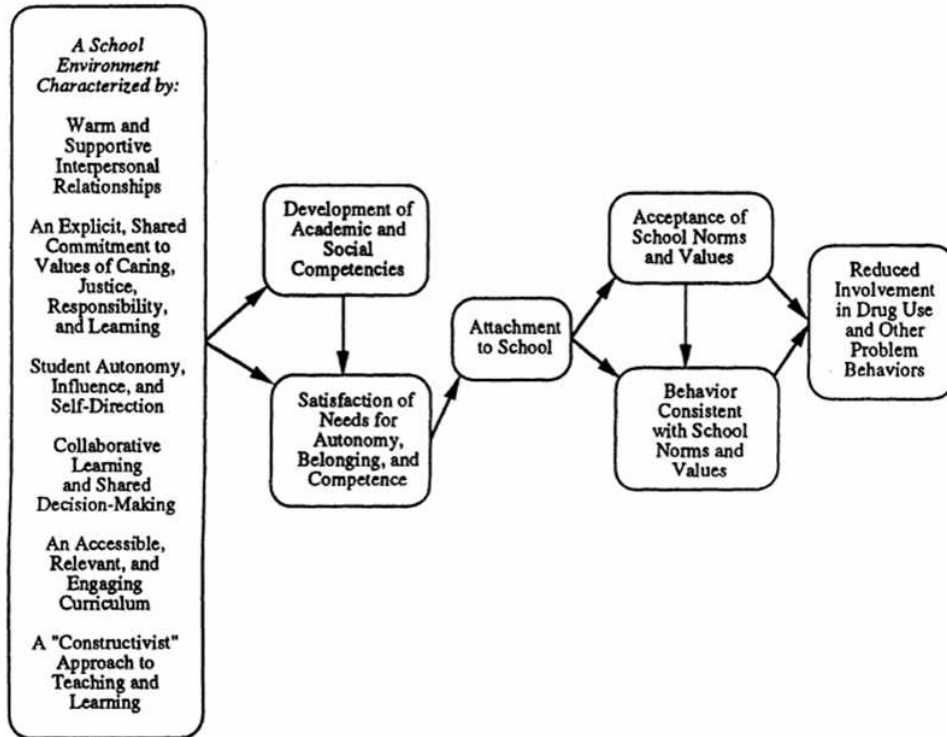 A School
Environment
Characterized by:
Warm and
Supportive
Interpersonal
Relationships
An Explicit, Shared
Commitment to
Values of Caring,
Justice,
Responsibility,
and Learning
Student Autonomy,
Influence, and
Self-Direction
Collaborative
Learning
and Shared
Decision-Making
An Accessible,
Relevant, and
Engaging
Curriculum
A "Constructivist"
Approach to
Teaching and
Learning
Development of
Academic and
Social
Competencies
Satisfaction of
Needs for
Autonomy,
Belonging, and
Competence
Attachment
to School
Acceptance of
School Norms
and Values
Behavior
Consistent
with School
Norms and
Values
Reduced
Involvement
in Drug Use
and Other
Problem
Behaviors